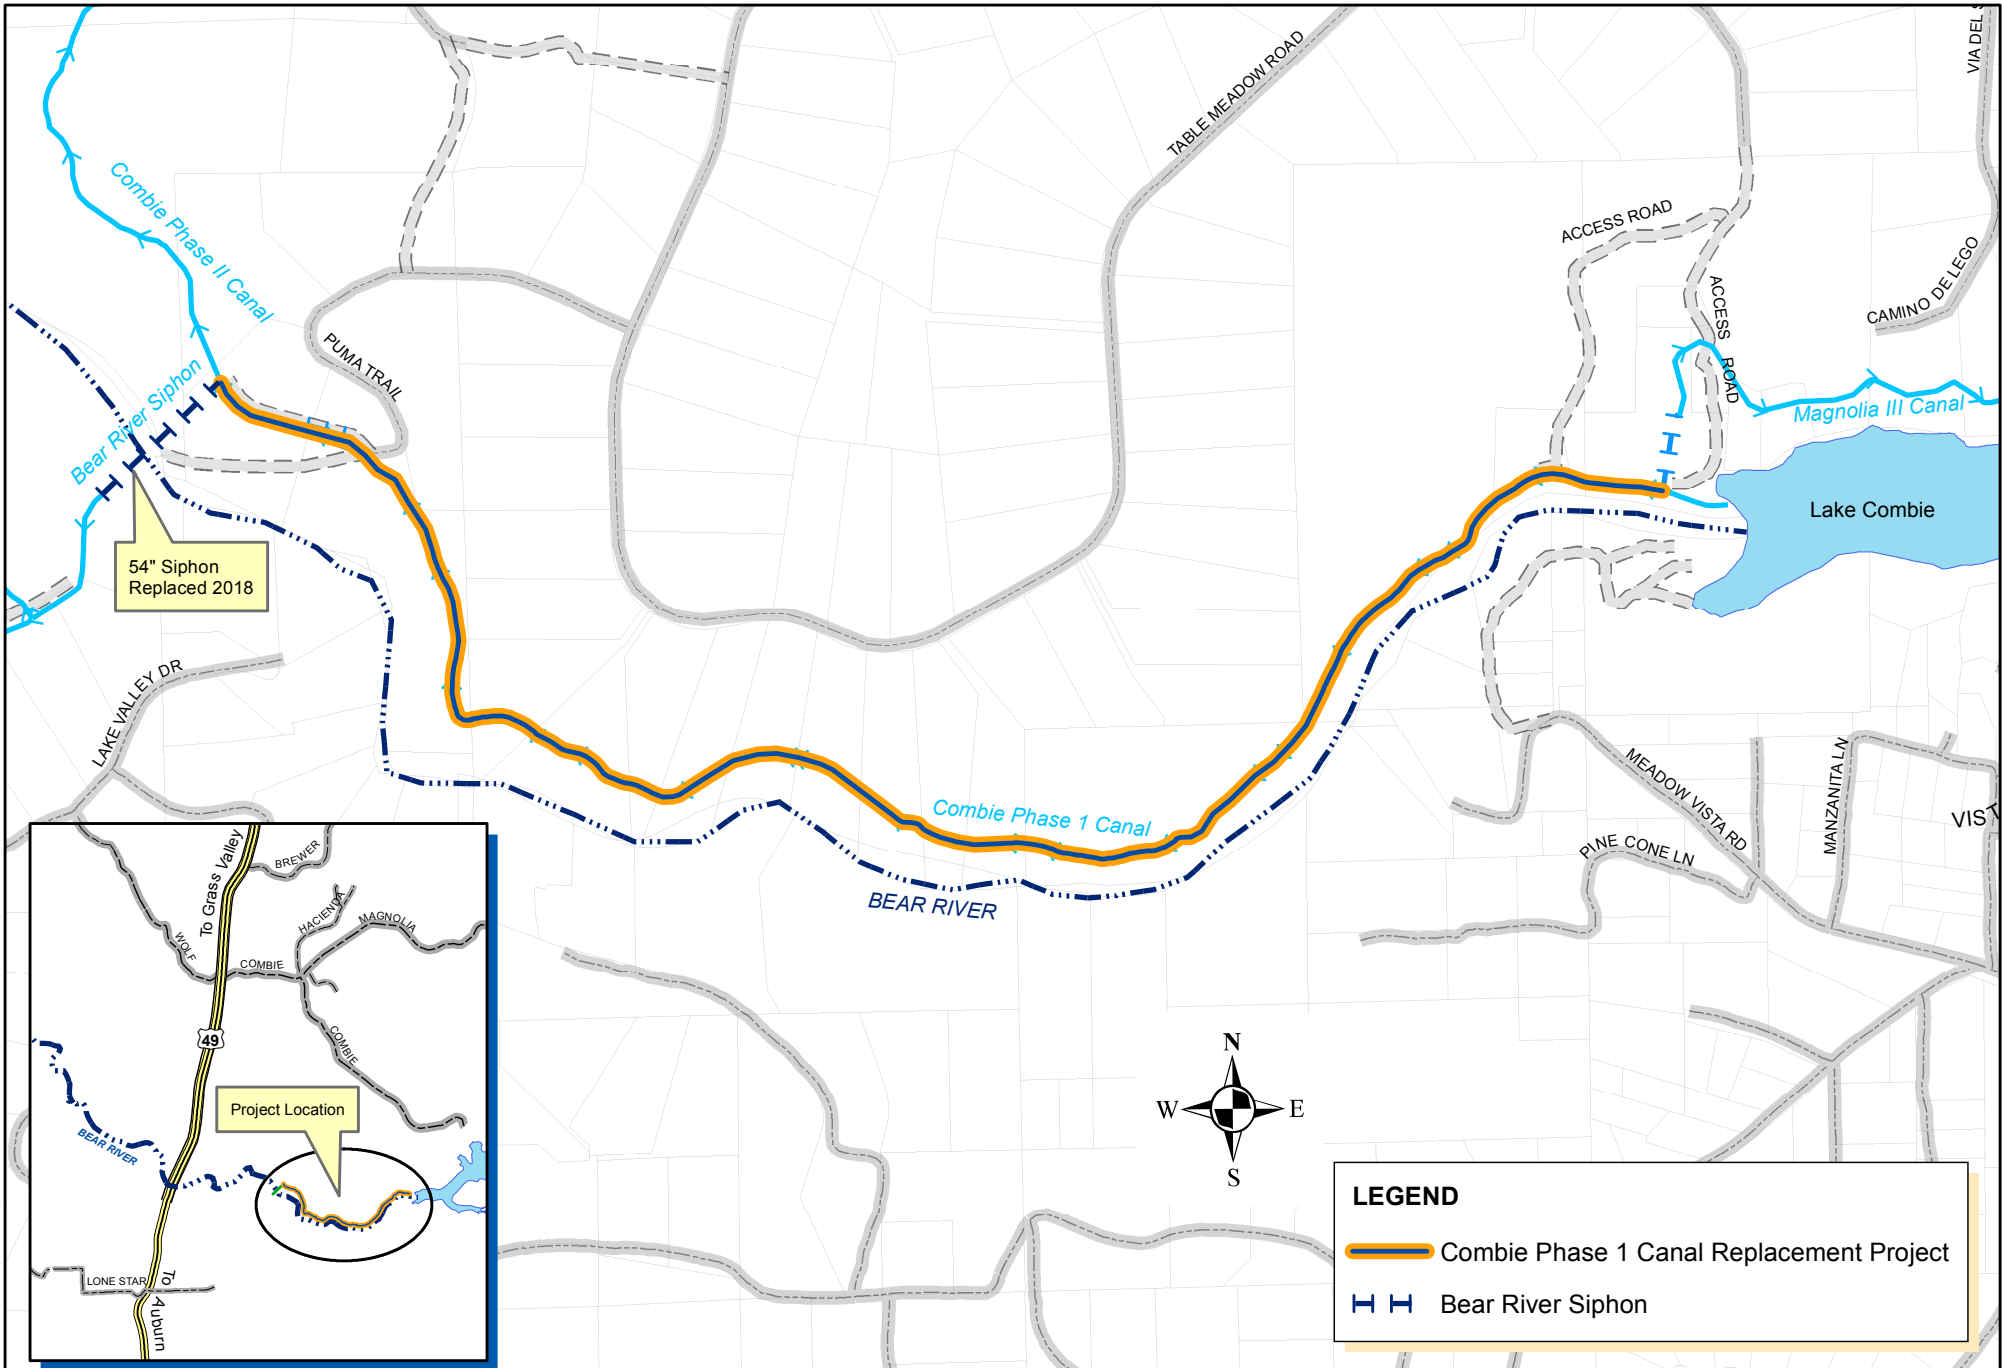 VIA DEL
TABLE MEADOW ROAD
Combie Phase II Canal
ACCESS ROAD
ACCESS ROAD
CAMINO DE LEGO
PUMA TRAIL
Bear River Siphon
Magnolia III Canal
Lake Combie
54" Siphon
Replaced 2018
LAKE VALLEY DR
MEADOW VISTA RD
MANZANITA LN
VIST
PINE CONE LN
Combie Phase 1 Canal
BEAR RIVER
To Grass Valley
BREWER
HACIENDA
MAGNOLIA
WOLF
COMBIE
49
COMBIE
Project Location
BEAR RIVER
LONE STAR
To Auburn
N
W
E
S
LEGEND
Combie Phase 1 Canal Replacement Project
Bear River Siphon